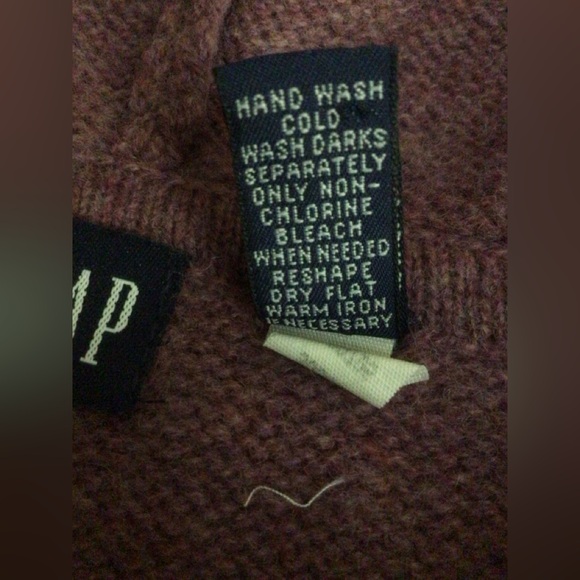 HAND WASH
COLD
WASH DARKS
SEPARATELY
ONLY NON-
CHLORINE
BLEACH
WHEN NEEDED
RESHAPE
DRY FLAT
WARM IRON
IF NECESSARY
AP